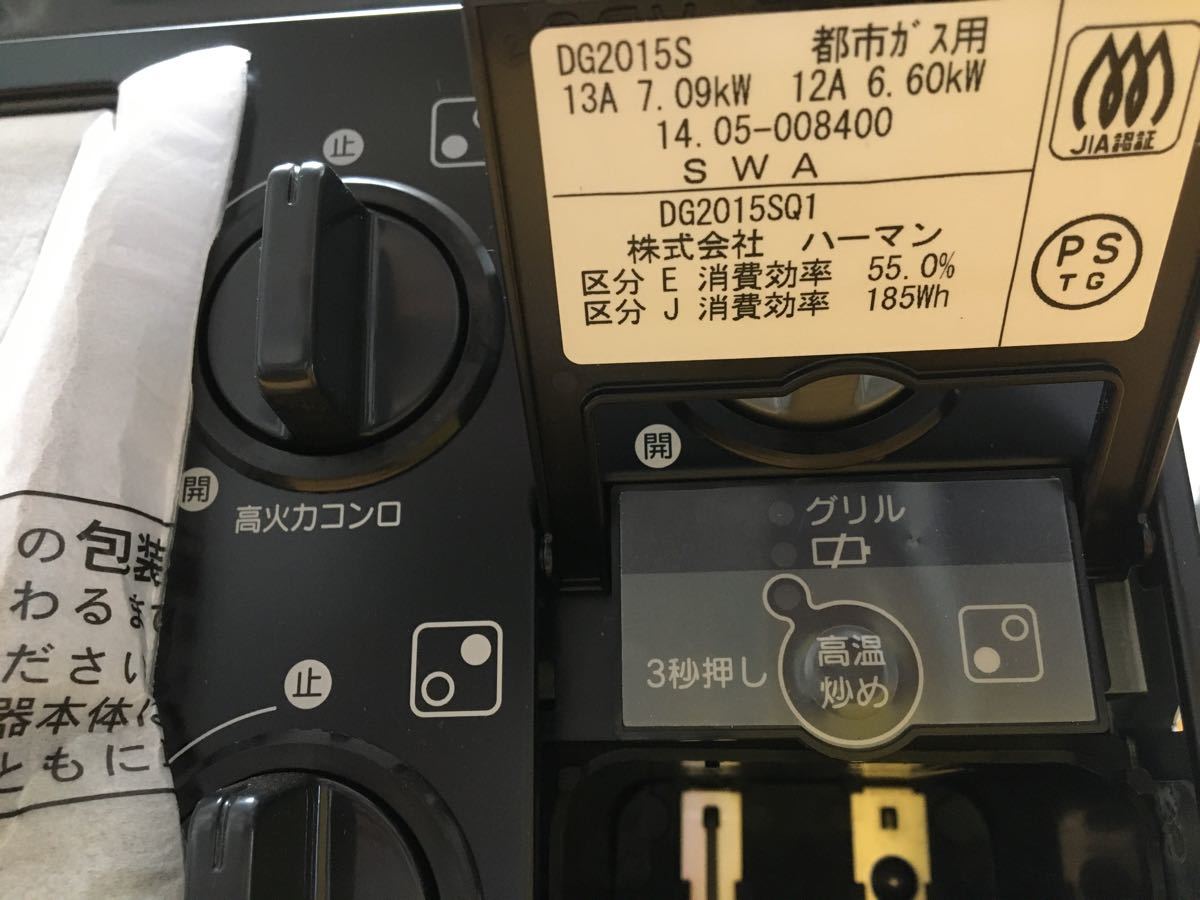 DG2015S 都市ガス用
13A 7.09kW 12A 6.60kW
14.05-008400
SWA
DG2015SQ1
株式会社 ハーマン
区分 E 消費効率 55.0%
区分 J 消費効率 185Wh
JIA認証
PS
TG
止
開
高火力コンロ
開
グリル
3秒押し
高温
炒め
止
の包装
わるま
ださい
器本体は
ともに